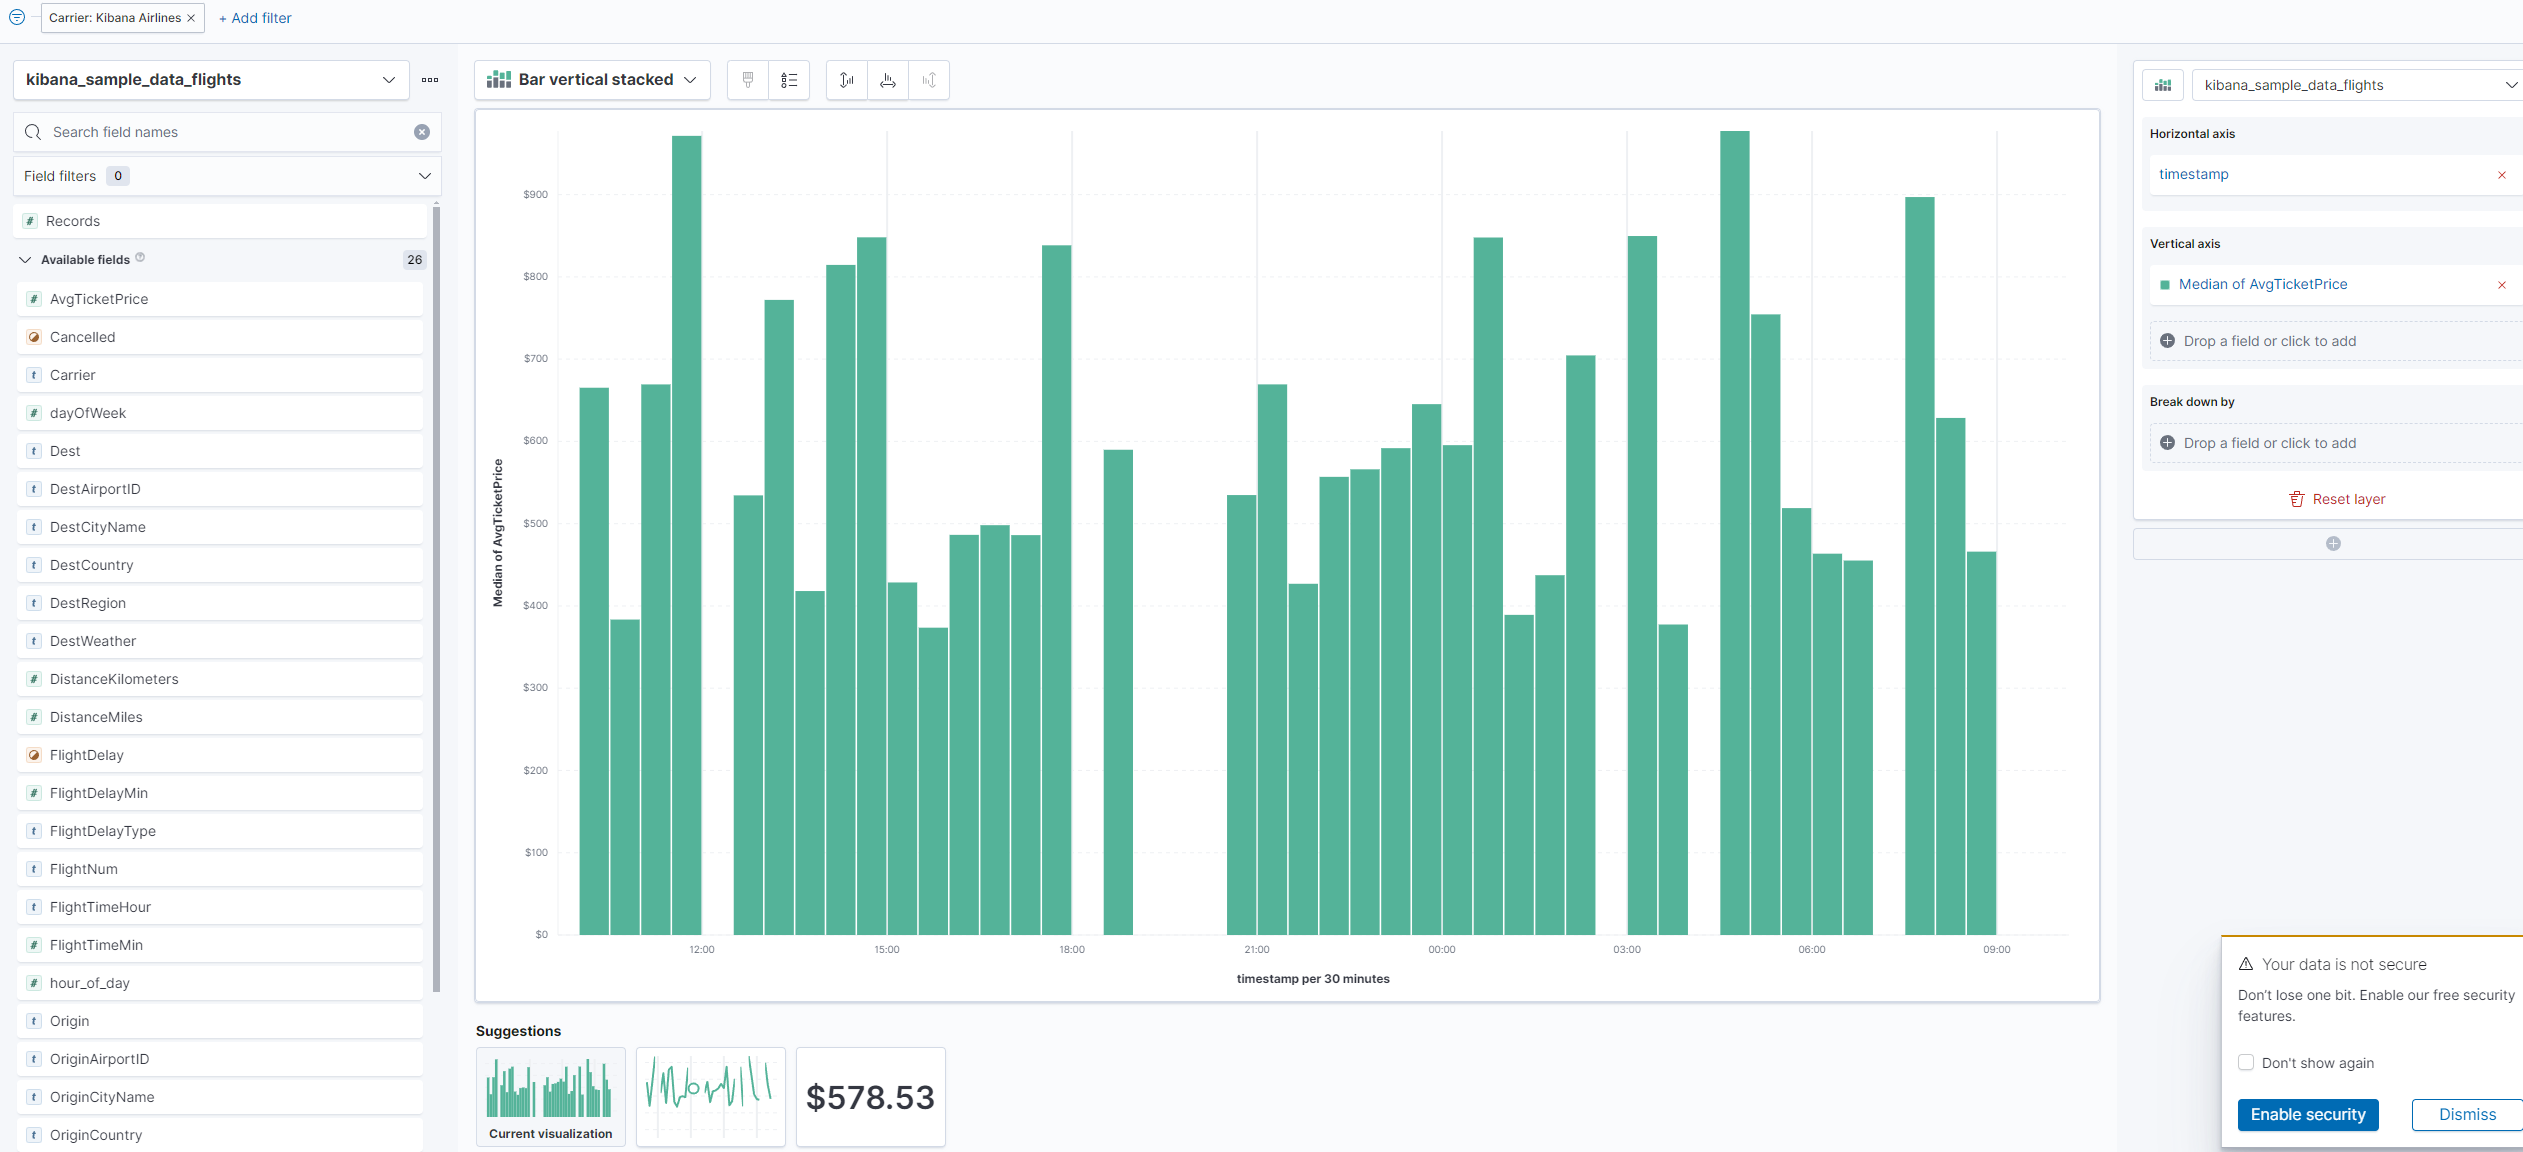 Carrier: Kibana Airlines ×
+ Add filter
kibana_sample_data_flights
Search field names
Field filters 0
# Records
Available fields 26
# AvgTicketPrice
Cancelled
t Carrier
# dayOfWeek
t Dest
t DestAirportID
t DestCityName
t DestCountry
t DestRegion
t DestWeather
# DistanceKilometers
# DistanceMiles
FlightDelay
# FlightDelayMin
t FlightDelayType
t FlightNum
t FlightTimeHour
# FlightTimeMin
# hour_of_day
t Origin
t OriginAirportID
t OriginCityName
t OriginCountry
Bar vertical stacked
Median of AvgTicketPrice
$900
$800
$700
$600
$500
$400
$300
$200
$100
$0
12:00 15:00 18:00 21:00 00:00 03:00 06:00 09:00
timestamp per 30 minutes
Suggestions
Current visualization
$578.53
kibana_sample_data_flights
Horizontal axis
timestamp ×
Vertical axis
Median of AvgTicketPrice ×
Drop a field or click to add
Break down by
Drop a field or click to add
Reset layer
Your data is not secure
Don't lose one bit. Enable our free security
features.
Don't show again
Enable security
Dismiss